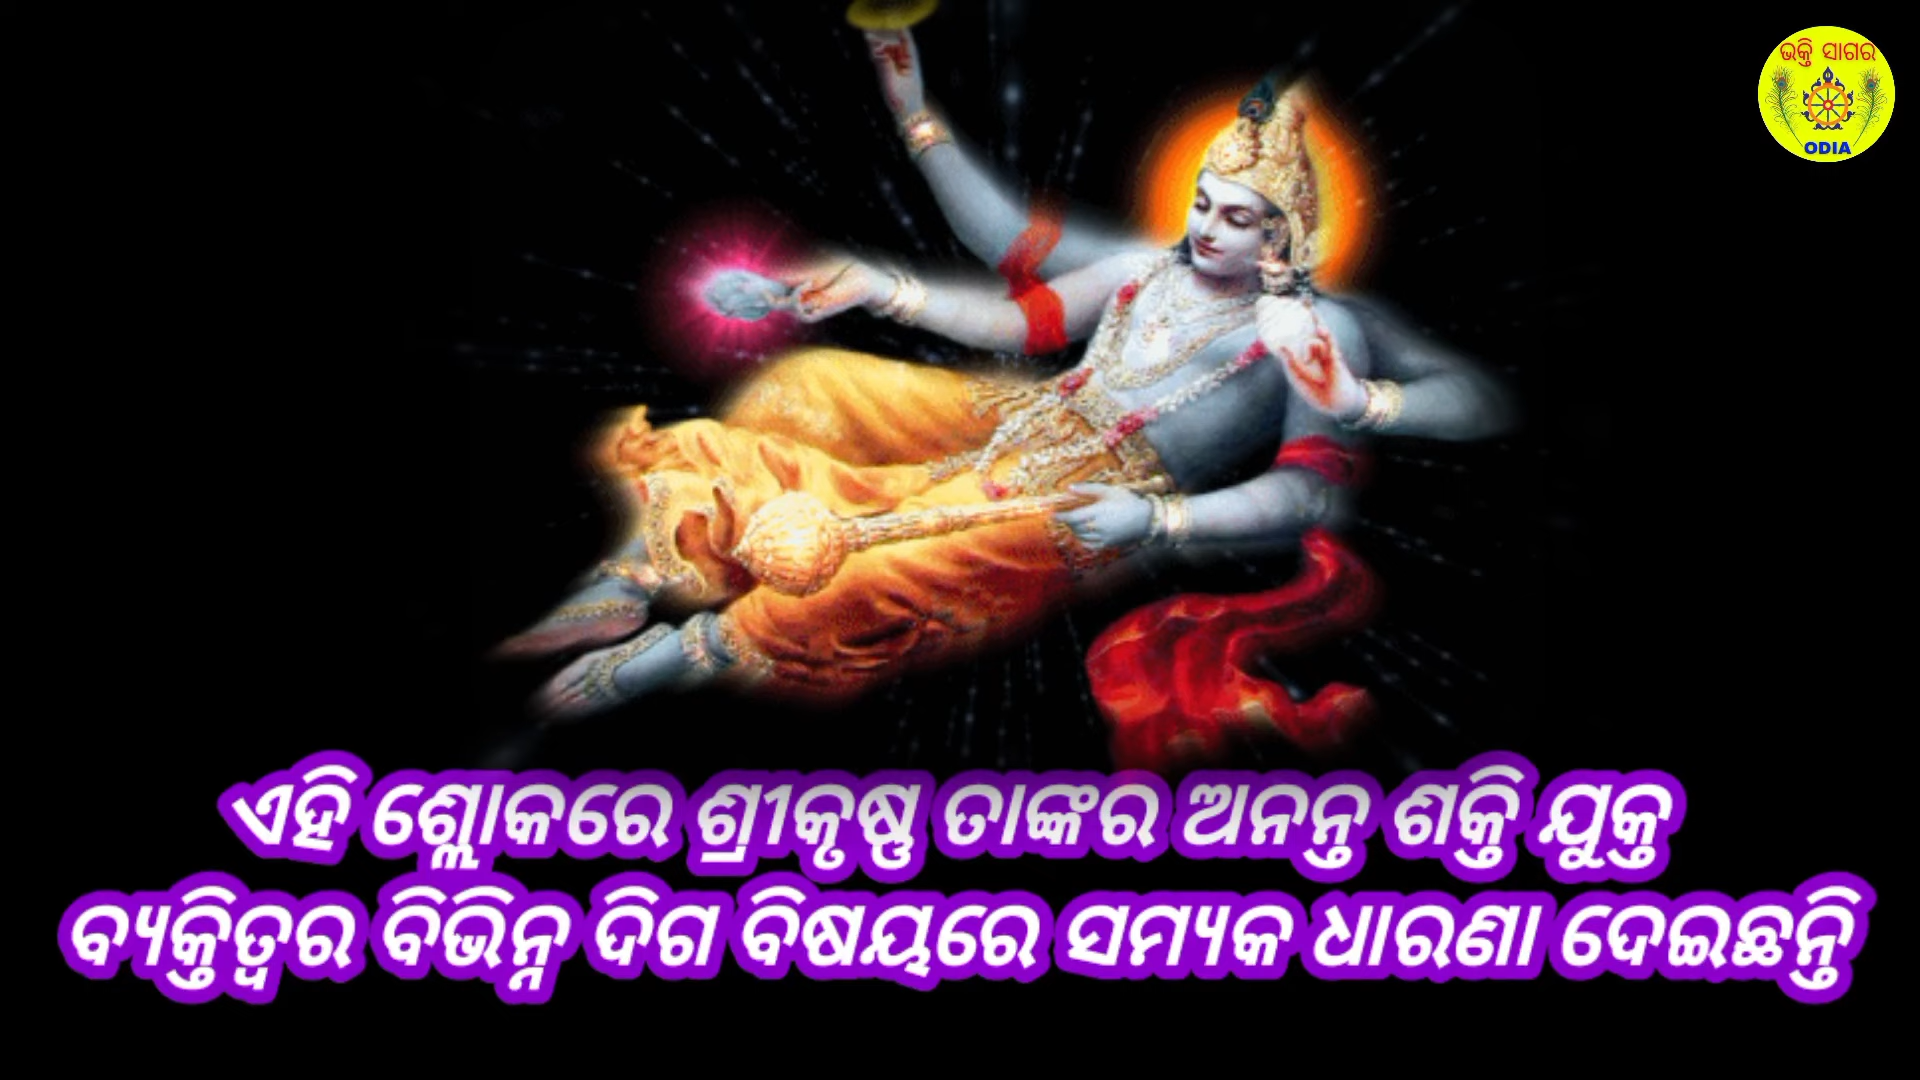 ଭକ୍ତି ସାଗର
ODIA
ଏହି ଶ୍ଳୋକରେ ଶ୍ରୀକୃଷ୍ଣ ତାଙ୍କର ଅନନ୍ତ ଶକ୍ତି ଯୁକ୍ତ
ବ୍ୟକ୍ତିତ୍ୱର ବିଭିନ୍ନ ଦିଗ ବିଷୟରେ ସମ୍ୟକ ଧାରଣା ଦେଇଛନ୍ତି